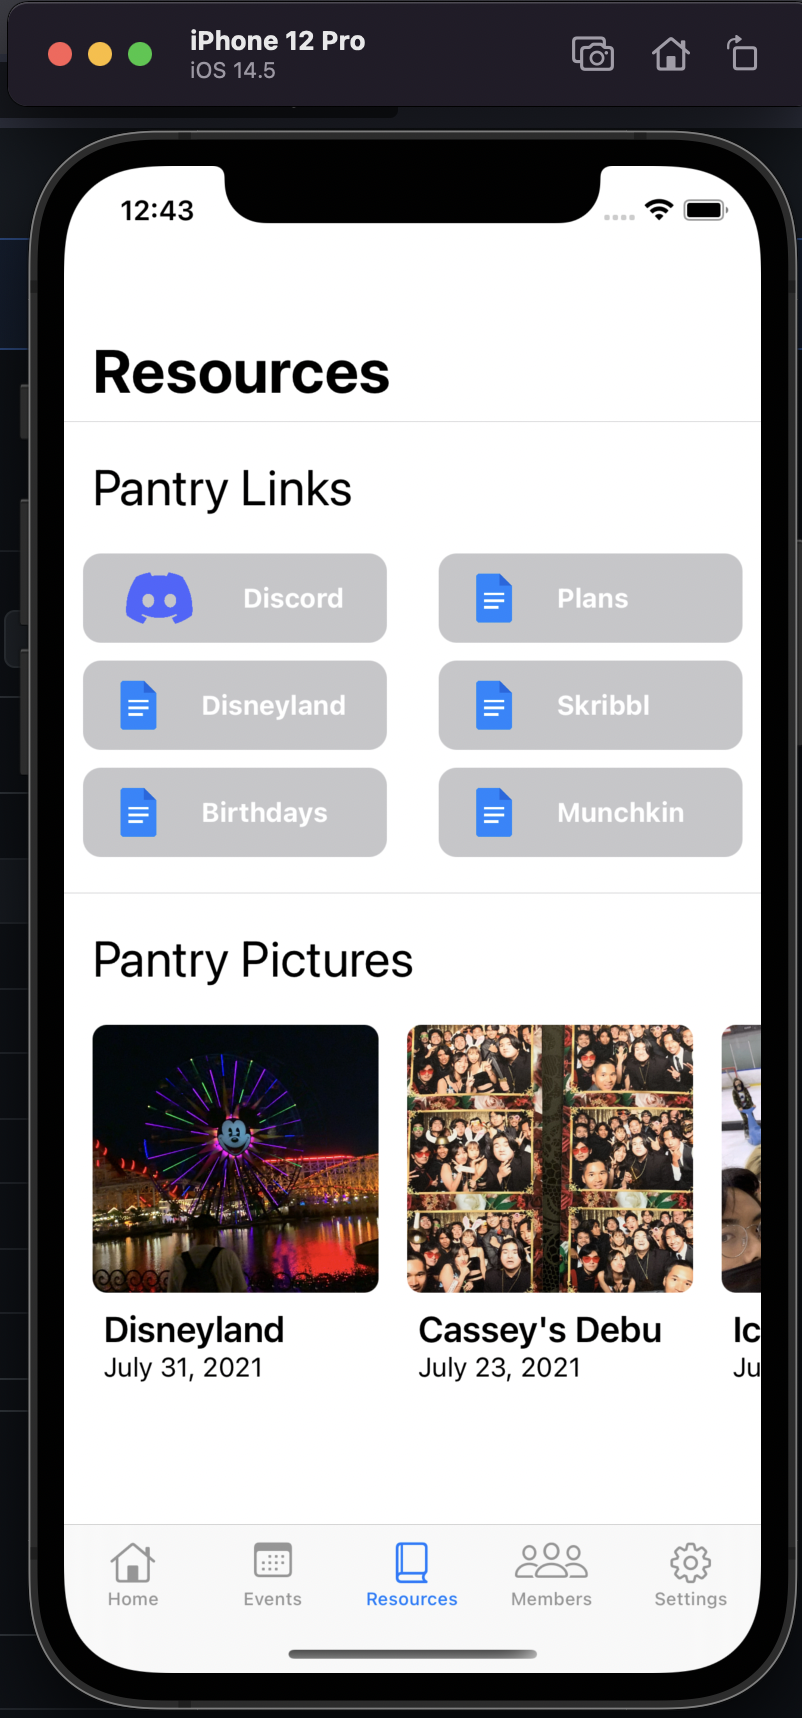 iPhone 12 Pro
iOS 14.5
12:43
Resources
Pantry Links
Discord
Plans
Disneyland
Skribbl
Birthdays
Munchkin
Pantry Pictures
Disneyland
July 31, 2021
Cassey's Debu
July 23, 2021
Ic
Ju
Home
Events
Resources
Members
Settings